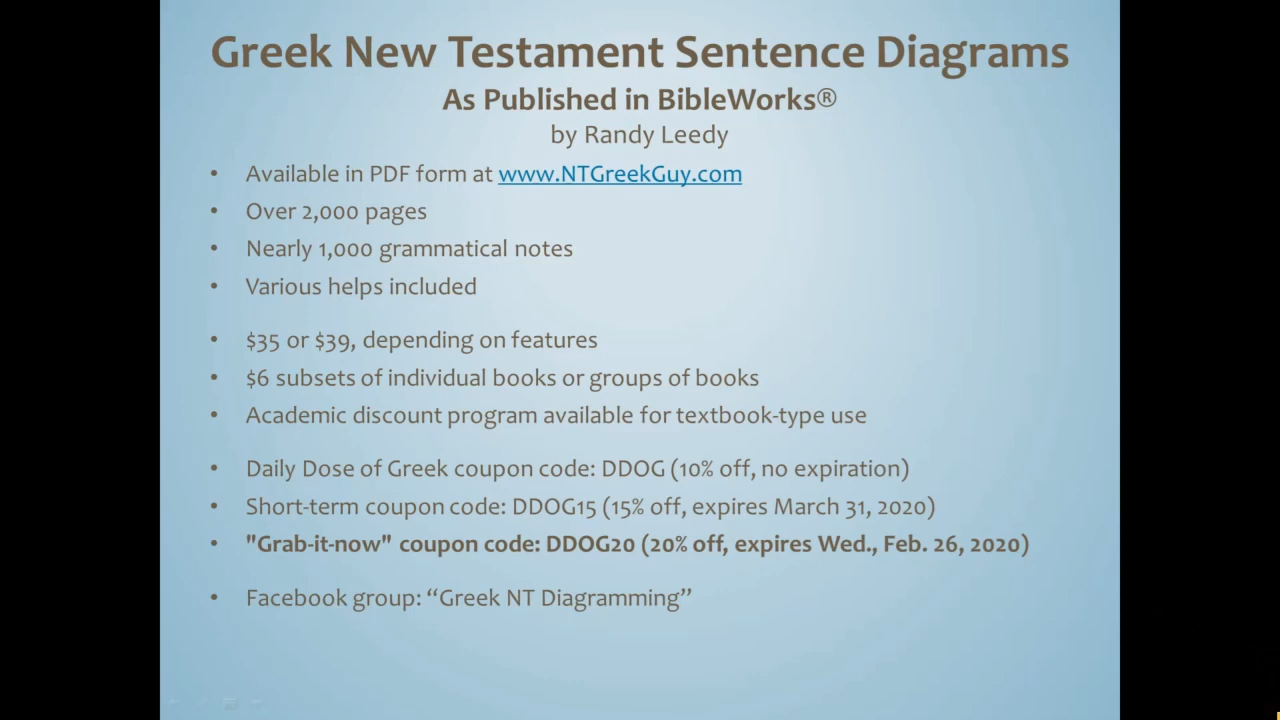 Greek New Testament Sentence Diagrams
As Published in BibleWorks®
by Randy Leedy
• Available in PDF form at www.NTGreekGuy.com
• Over 2,000 pages
• Nearly 1,000 grammatical notes
• Various helps included
• $35 or $39, depending on features
• $6 subsets of individual books or groups of books
• Academic discount program available for textbook-type use
• Daily Dose of Greek coupon code: DDOG (10% off, no expiration)
• Short-term coupon code: DDOG15 (15% off, expires March 31, 2020)
• "Grab-it-now" coupon code: DDOG20 (20% off, expires Wed., Feb. 26, 2020)
• Facebook group: “Greek NT Diagramming”